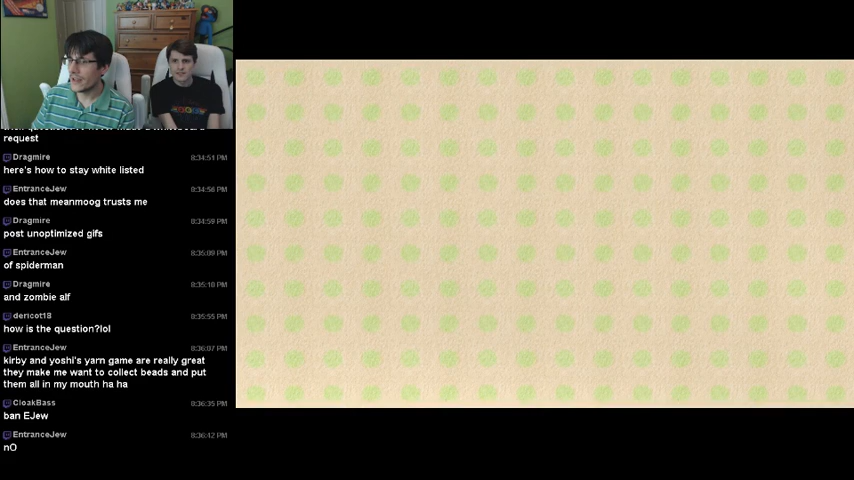 request
Dragmire 8:34:51 PM
here's how to stay white listed
EntranceJew 8:34:56 PM
does that meanmoog trusts me
Dragmire 8:34:59 PM
post unoptimized gifs
EntranceJew 8:35:09 PM
of spiderman
Dragmire 8:35:18 PM
and zombie alf
dericot18 8:35:55 PM
how is the question?lol
EntranceJew 8:36:07 PM
kirby and yoshi's yarn game are really great
they make me want to collect beads and put
them all in my mouth ha ha
CloakBass 8:36:35 PM
ban EJew
EntranceJew 8:36:42 PM
nO